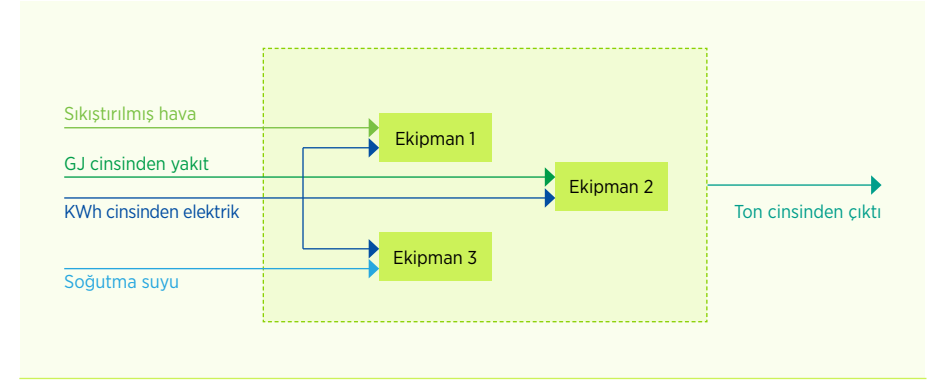 Sıkıştırılmış hava
Ekipman 1
GJ cinsinden yakıt
Ekipman 2
KWh cinsinden elektrik
Ton cinsinden çıktı
Ekipman 3
Soğutma suyu